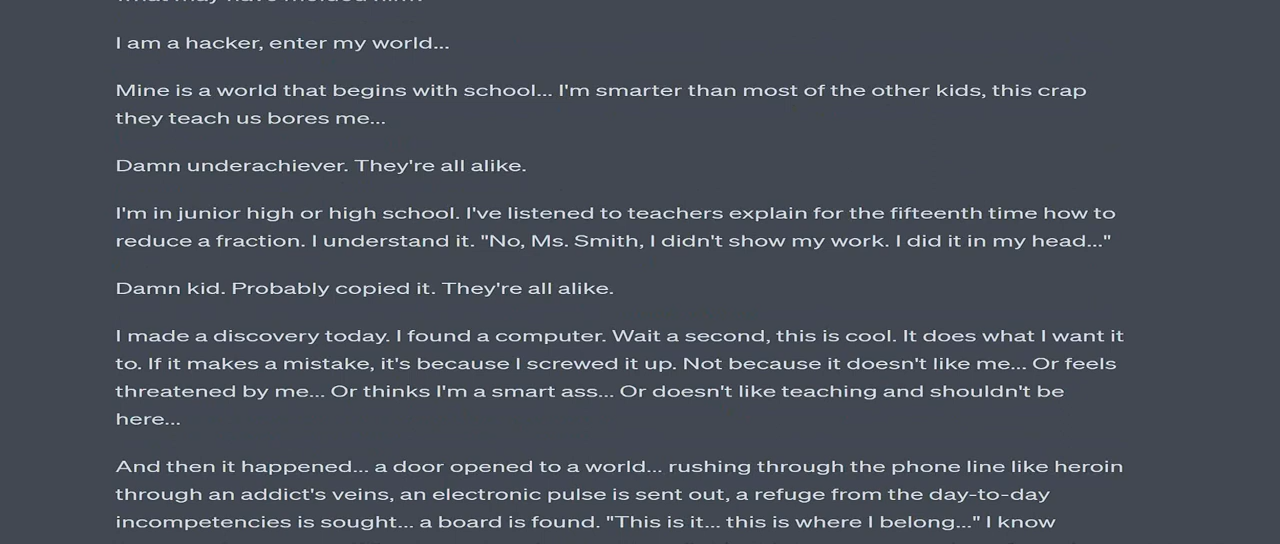 I am a hacker, enter my world...
Mine is a world that begins with school... I'm smarter than most of the other kids, this crap
they teach us bores me...
Damn underachiever. They're all alike.
I'm in junior high or high school. I've listened to teachers explain for the fifteenth time how to
reduce a fraction. I understand it. "No, Ms. Smith, I didn't show my work. I did it in my head..."
Damn kid. Probably copied it. They're all alike.
I made a discovery today. I found a computer. Wait a second, this is cool. It does what I want it
to. If it makes a mistake, it's because I screwed it up. Not because it doesn't like me... Or feels
threatened by me... Or thinks I'm a smart ass... Or doesn't like teaching and shouldn't be
here...
And then it happened... a door opened to a world... rushing through the phone line like heroin
through an addict's veins, an electronic pulse is sent out, a refuge from the day-to-day
incompetencies is sought... a board is found. "This is it... this is where I belong..." I know